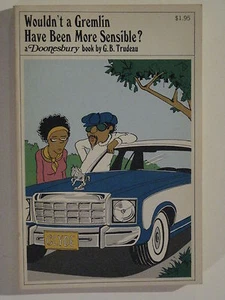 Wouldn't a Gremlin
Have Been More Sensible?
$1.95
a Doonesbury book by G.B. Trudeau